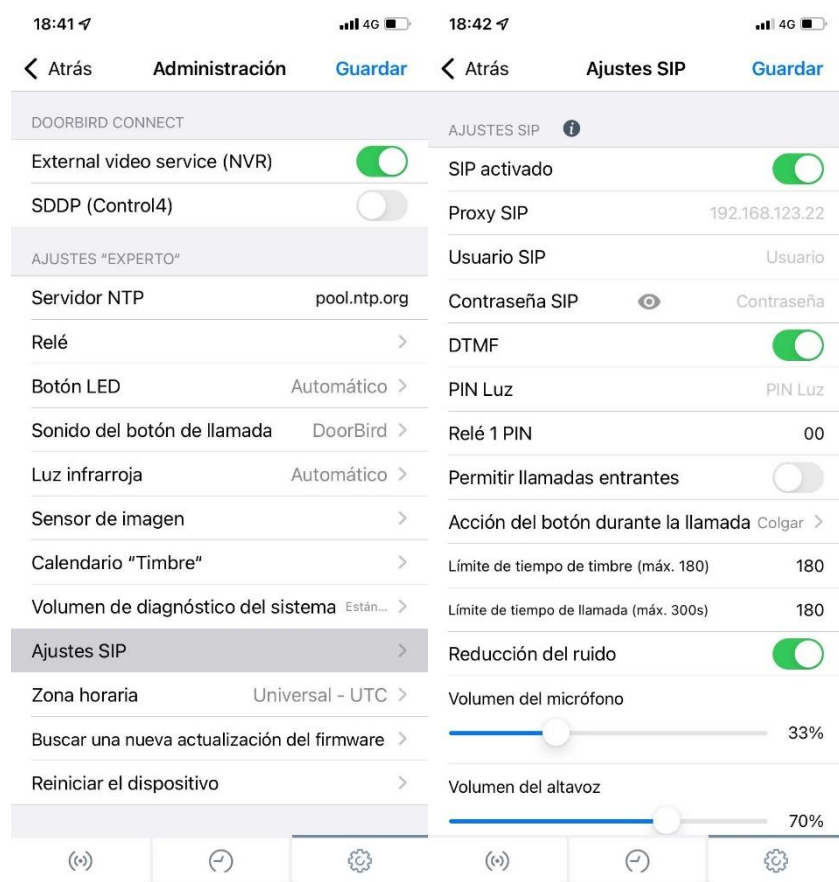 18:41
4G
Atrás
Administración
Guardar
DOORBIRD CONNECT
External video service (NVR)
SDDP (Control4)
AJUSTES "EXPERTO"
Servidor NTP pool.ntp.org
Relé
Botón LED Automático
Sonido del botón de llamada DoorBird
Luz infrarroja Automático
Sensor de imagen
Calendario "Timbre"
Volumen de diagnóstico del sistema Están...
Ajustes SIP
Zona horaria Universal - UTC
Buscar una nueva actualización del firmware
Reiniciar el dispositivo
18:42
4G
Atrás
Ajustes SIP
Guardar
AJUSTES SIP i
SIP activado
Proxy SIP 192.168.123.22
Usuario SIP Usuario
Contraseña SIP Contraseña
DTMF
PIN Luz PIN Luz
Relé 1 PIN 00
Permitir llamadas entrantes
Acción del botón durante la llamada Colgar
Límite de tiempo de timbre (máx. 180) 180
Límite de tiempo de llamada (máx. 300s) 180
Reducción del ruido
Volumen del micrófono
33%
Volumen del altavoz
70%